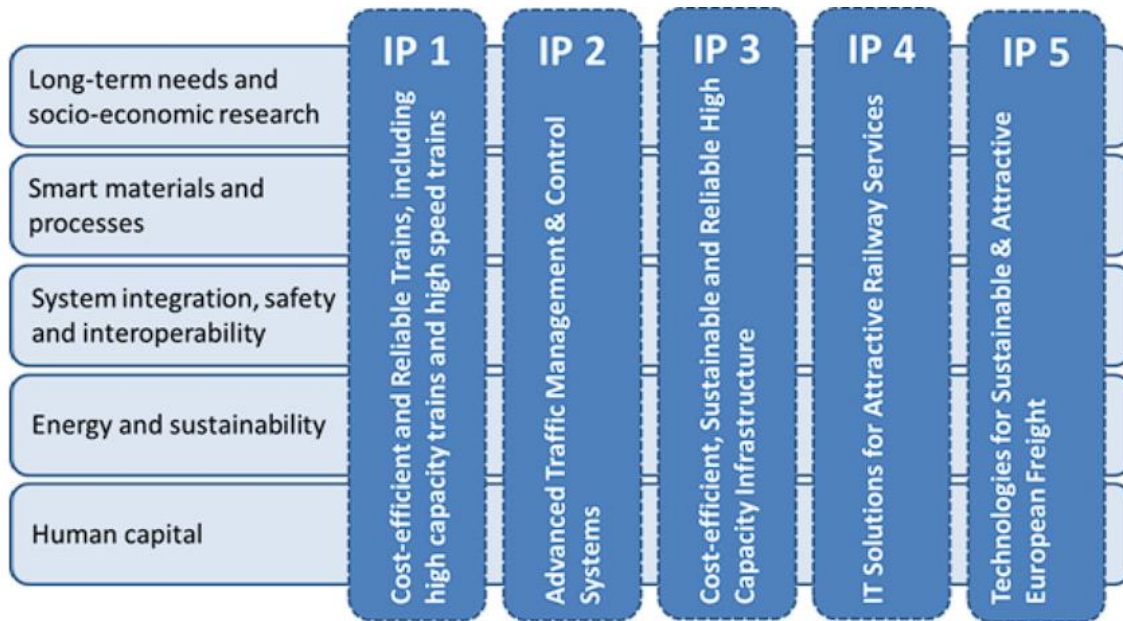 Long-term needs and
socio-economic research
Smart materials and
processes
System integration, safety
and interoperability
Energy and sustainability
Human capital
IP 1
Cost-efficient and Reliable Trains, including
high capacity trains and high speed trains
IP 2
Advanced Traffic Management & Control
Systems
IP 3
Cost-efficient, Sustainable and Reliable High
Capacity Infrastructure
IP 4
IT Solutions for Attractive Railway Services
IP 5
Technologies for Sustainable & Attractive
European Freight